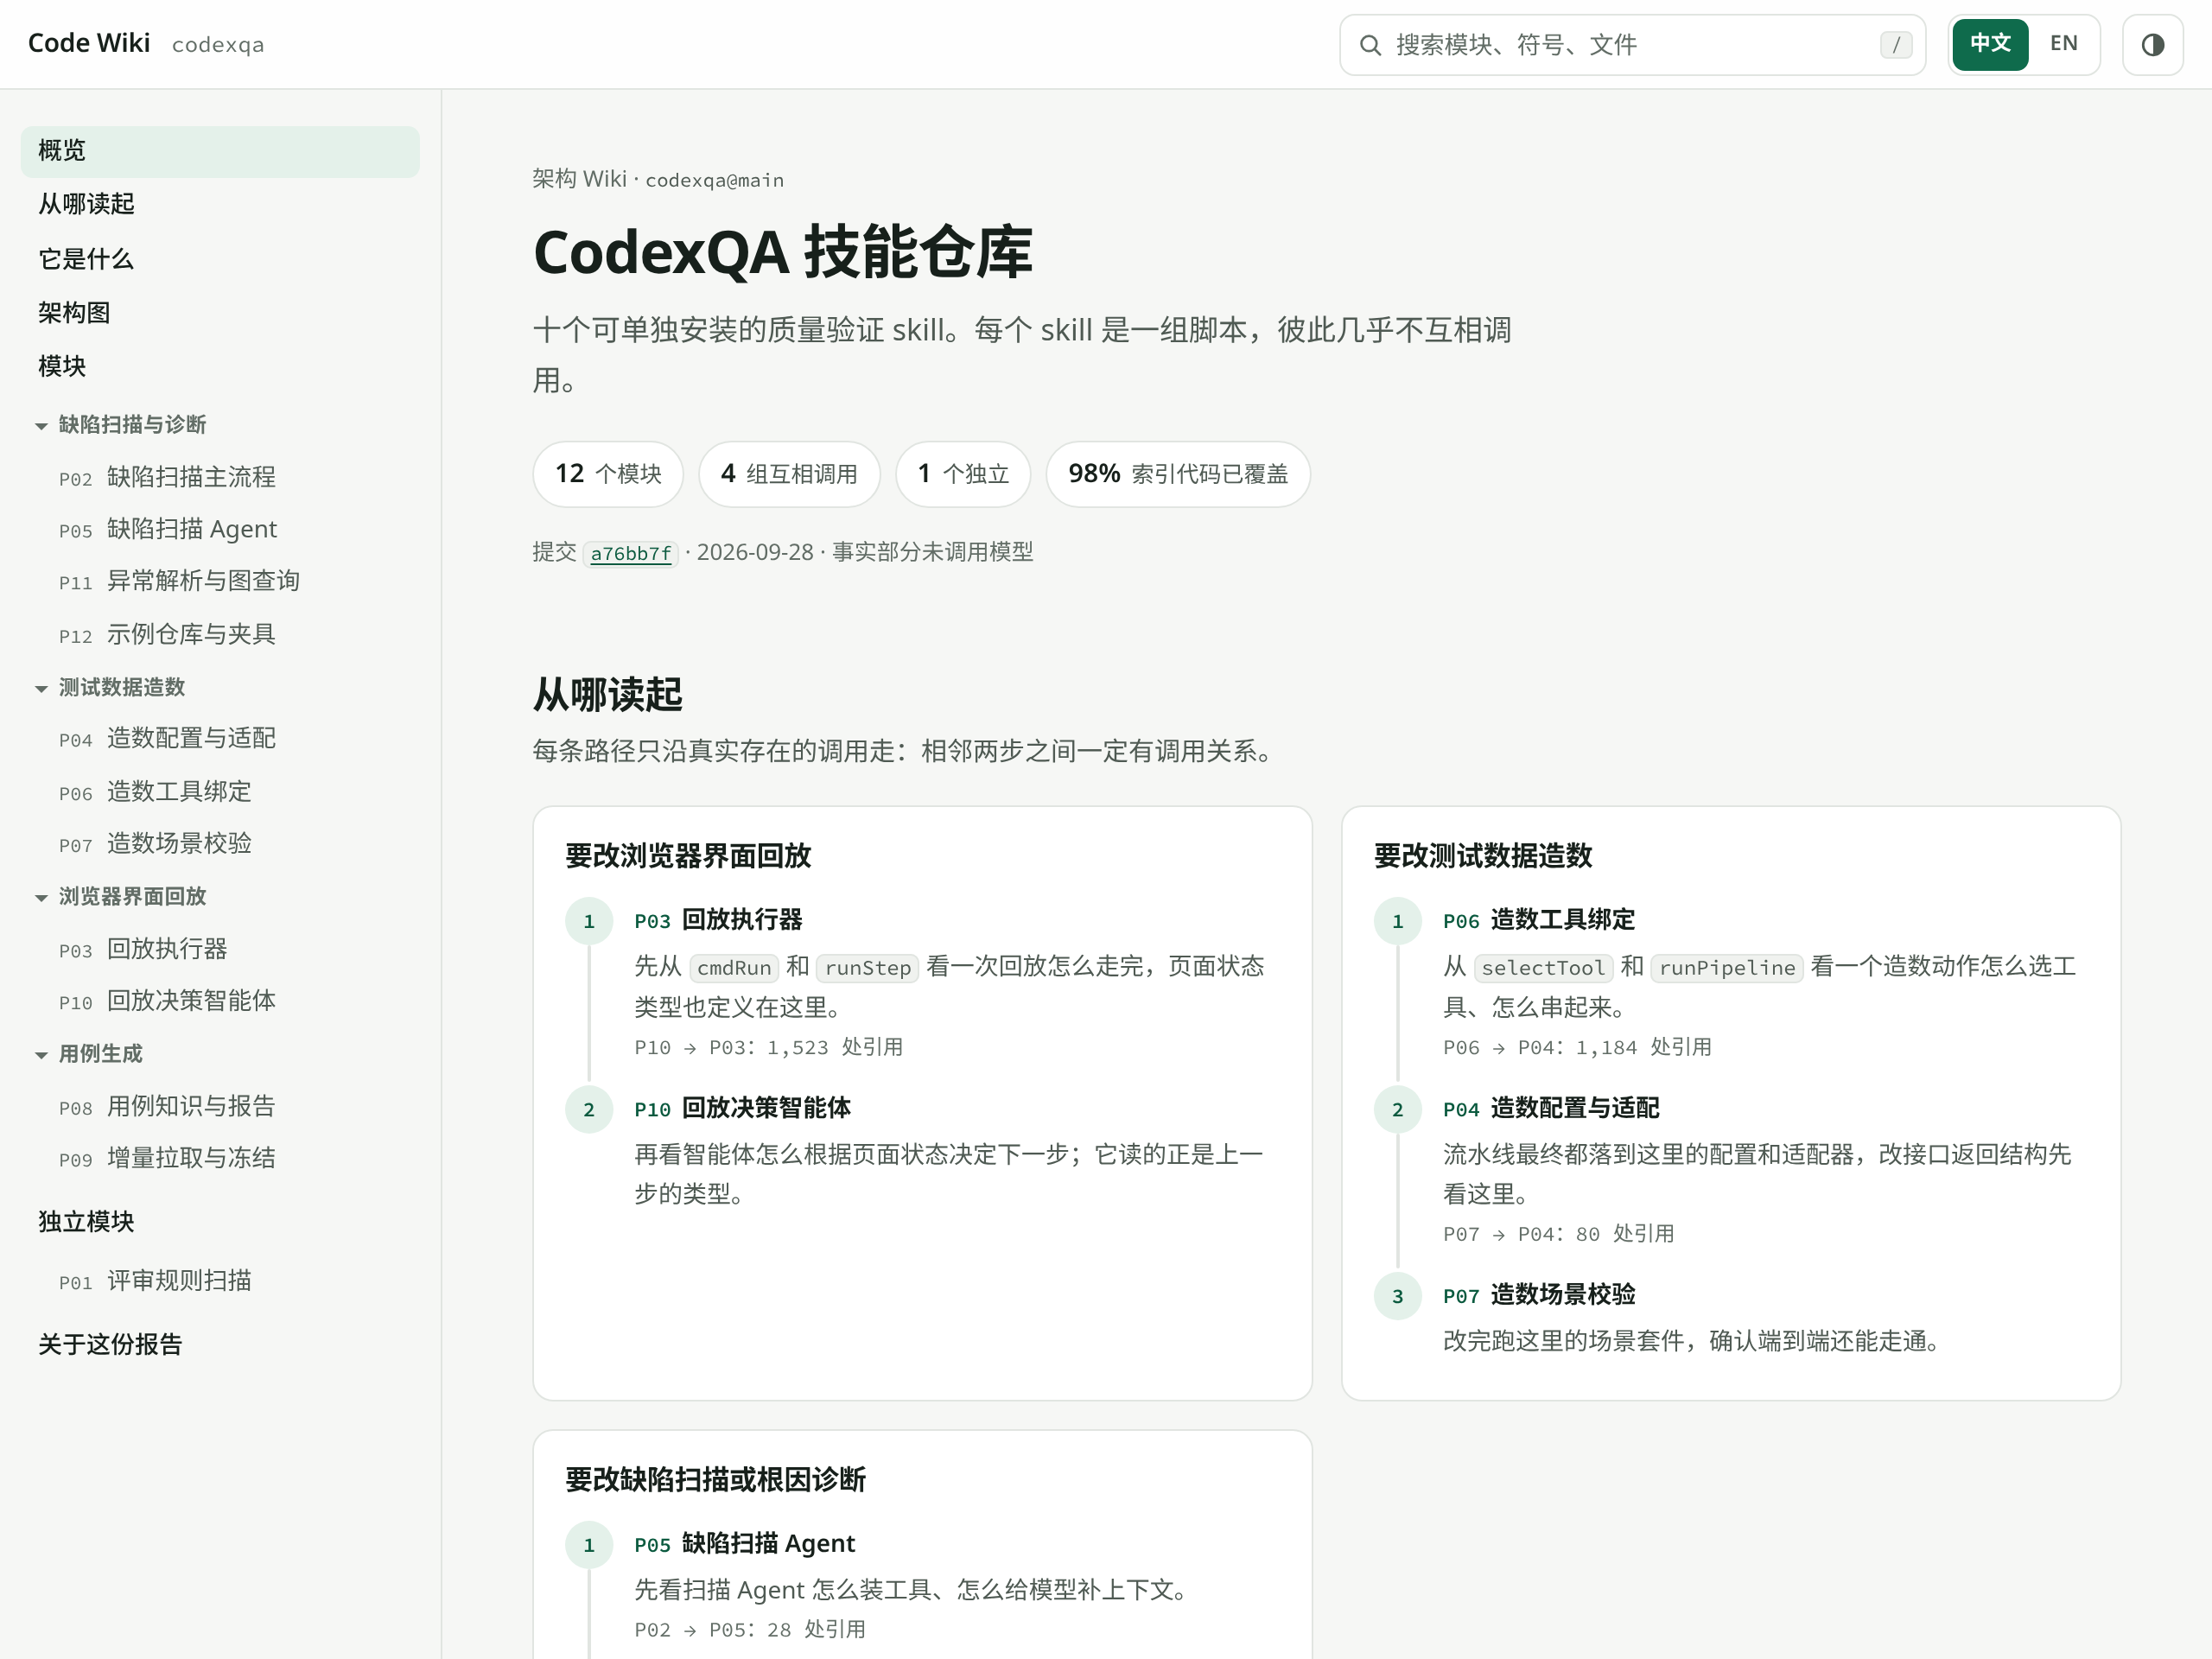 Code Wiki codexqa
搜索模块、符号、文件 /
中文 EN
概览
从哪读起
它是什么
架构图
模块
缺陷扫描与诊断
P02 缺陷扫描主流程
P05 缺陷扫描 Agent
P11 异常解析与图查询
P12 示例仓库与夹具
测试数据造数
P04 造数配置与适配
P06 造数工具绑定
P07 造数场景校验
浏览器界面回放
P03 回放执行器
P10 回放决策智能体
用例生成
P08 用例知识与报告
P09 增量拉取与冻结
独立模块
P01 评审规则扫描
关于这份报告
架构 Wiki · codexqa@main
CodexQA 技能仓库
十个可单独安装的质量验证 skill。每个 skill 是一组脚本，彼此几乎不互相调
用。
12 个模块
4 组互相调用
1 个独立
98% 索引代码已覆盖
提交 a76bb7f · 2026-09-28 · 事实部分未调用模型
从哪读起
每条路径只沿真实存在的调用走：相邻两步之间一定有调用关系。
要改浏览器界面回放
1 P03 回放执行器
先从 cmdRun 和 runStep 看一次回放怎么走完，页面状态
类型也定义在这里。
P10 → P03：1,523 处引用
2 P10 回放决策智能体
再看智能体怎么根据页面状态决定下一步；它读的正是上一
步的类型。
要改测试数据造数
1 P06 造数工具绑定
从 selectTool 和 runPipeline 看一个造数动作怎么选工
具、怎么串起来。
P06 → P04：1,184 处引用
2 P04 造数配置与适配
流水线最终都落到这里的配置和适配器，改接口返回结构先
看这里。
P07 → P04：80 处引用
3 P07 造数场景校验
改完跑这里的场景套件，确认端到端还能走通。
要改缺陷扫描或根因诊断
1 P05 缺陷扫描 Agent
先看扫描 Agent 怎么装工具、怎么给模型补上下文。
P02 → P05：28 处引用